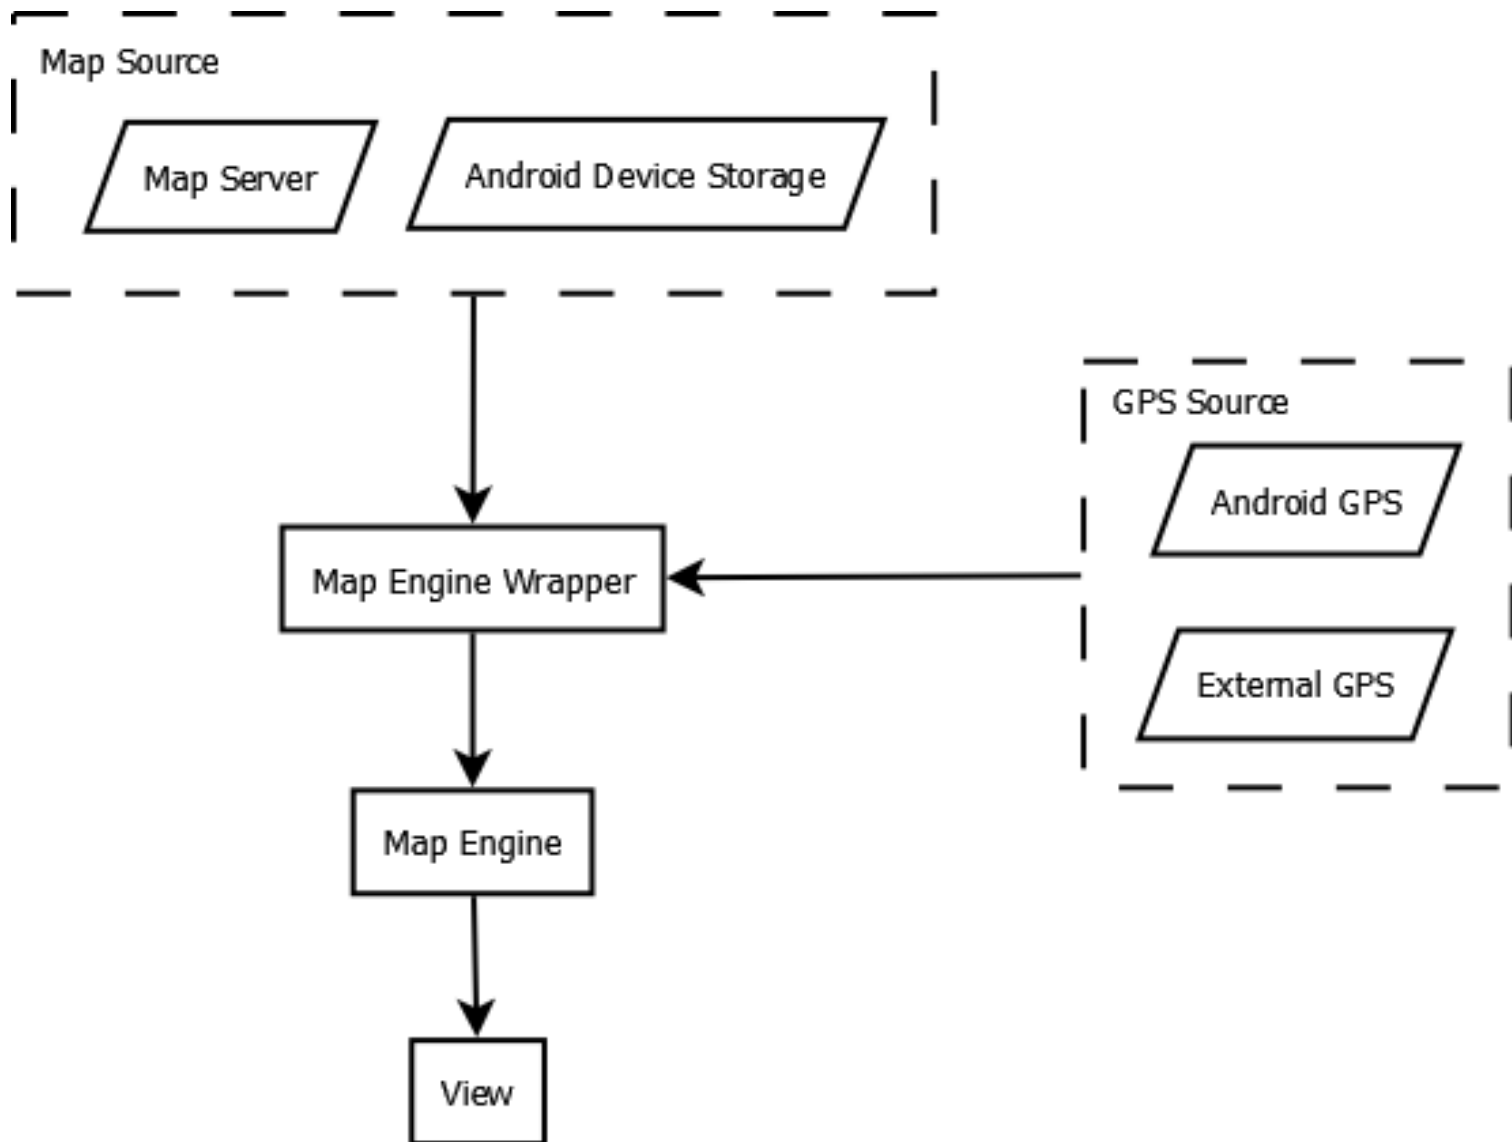 Map Source
Map Server
Android Device Storage
GPS Source
Android GPS
Map Engine Wrapper
External GPS
Map Engine
View